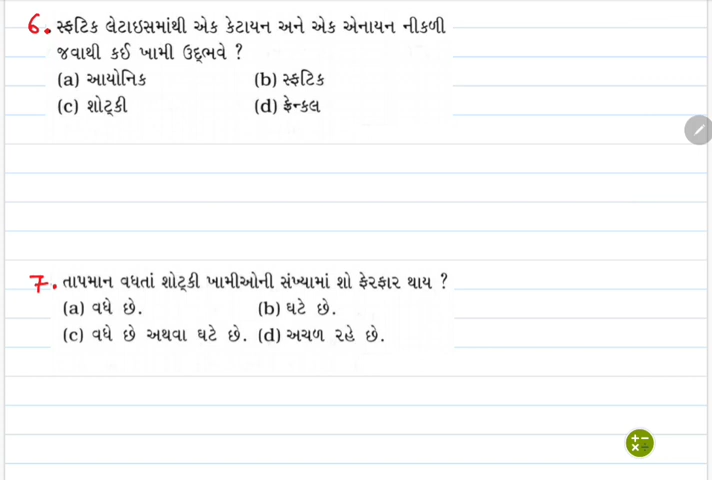 6. સ્ફટિક લેટાઇસમાંથી એક કેટાયન અને એક એનાયન નીકળી
જવાથી કઈ ખામી ઉદ્ભવે ?
(a) આયોનિક (b) સ્ફટિક
(c) શોટ્કી (d) ફ્રેન્કલ
7. તાપમાન વધતાં શોટ્કી ખામીઓની સંખ્યામાં શો ફેરફાર થાય ?
(a) વધે છે. (b) ઘટે છે.
(c) વધે છે અથવા ઘટે છે. (d) અચળ રહે છે.